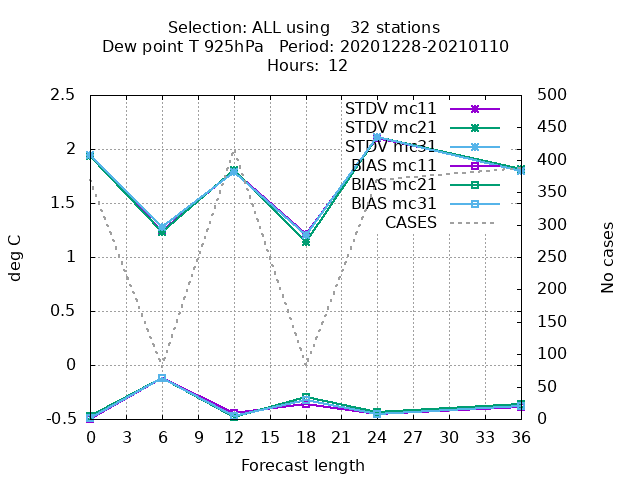 Selection: ALL using 32 stations
Dew point T 925hPa Period: 20201228-20210110
Hours: 12
2.5
2
1.5
1
0.5
0
-0.5
deg C
STDV mc11
STDV mc21
STDV mc31
BIAS mc11
BIAS mc21
BIAS mc31
CASES
500
450
400
350
300
250
200
150
100
50
0
No cases
0 3 6 9 12 15 18 21 24 27 30 33 36
Forecast length